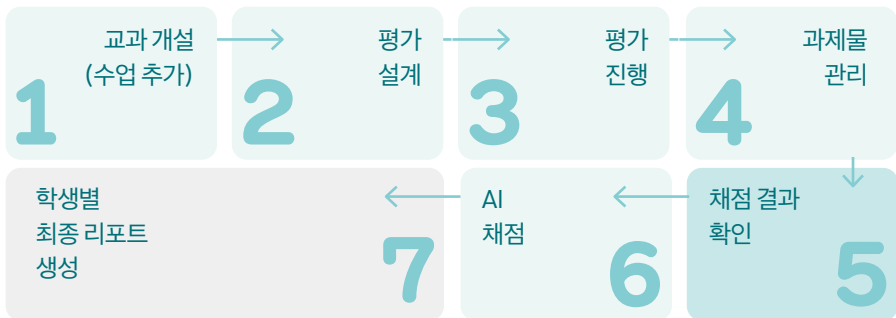 1
교과 개설
(수업 추가)
2
평가
설계
3
평가
진행
4
과제물
관리
5
채점 결과
확인
6
AI
채점
7
학생별
최종 리포트
생성